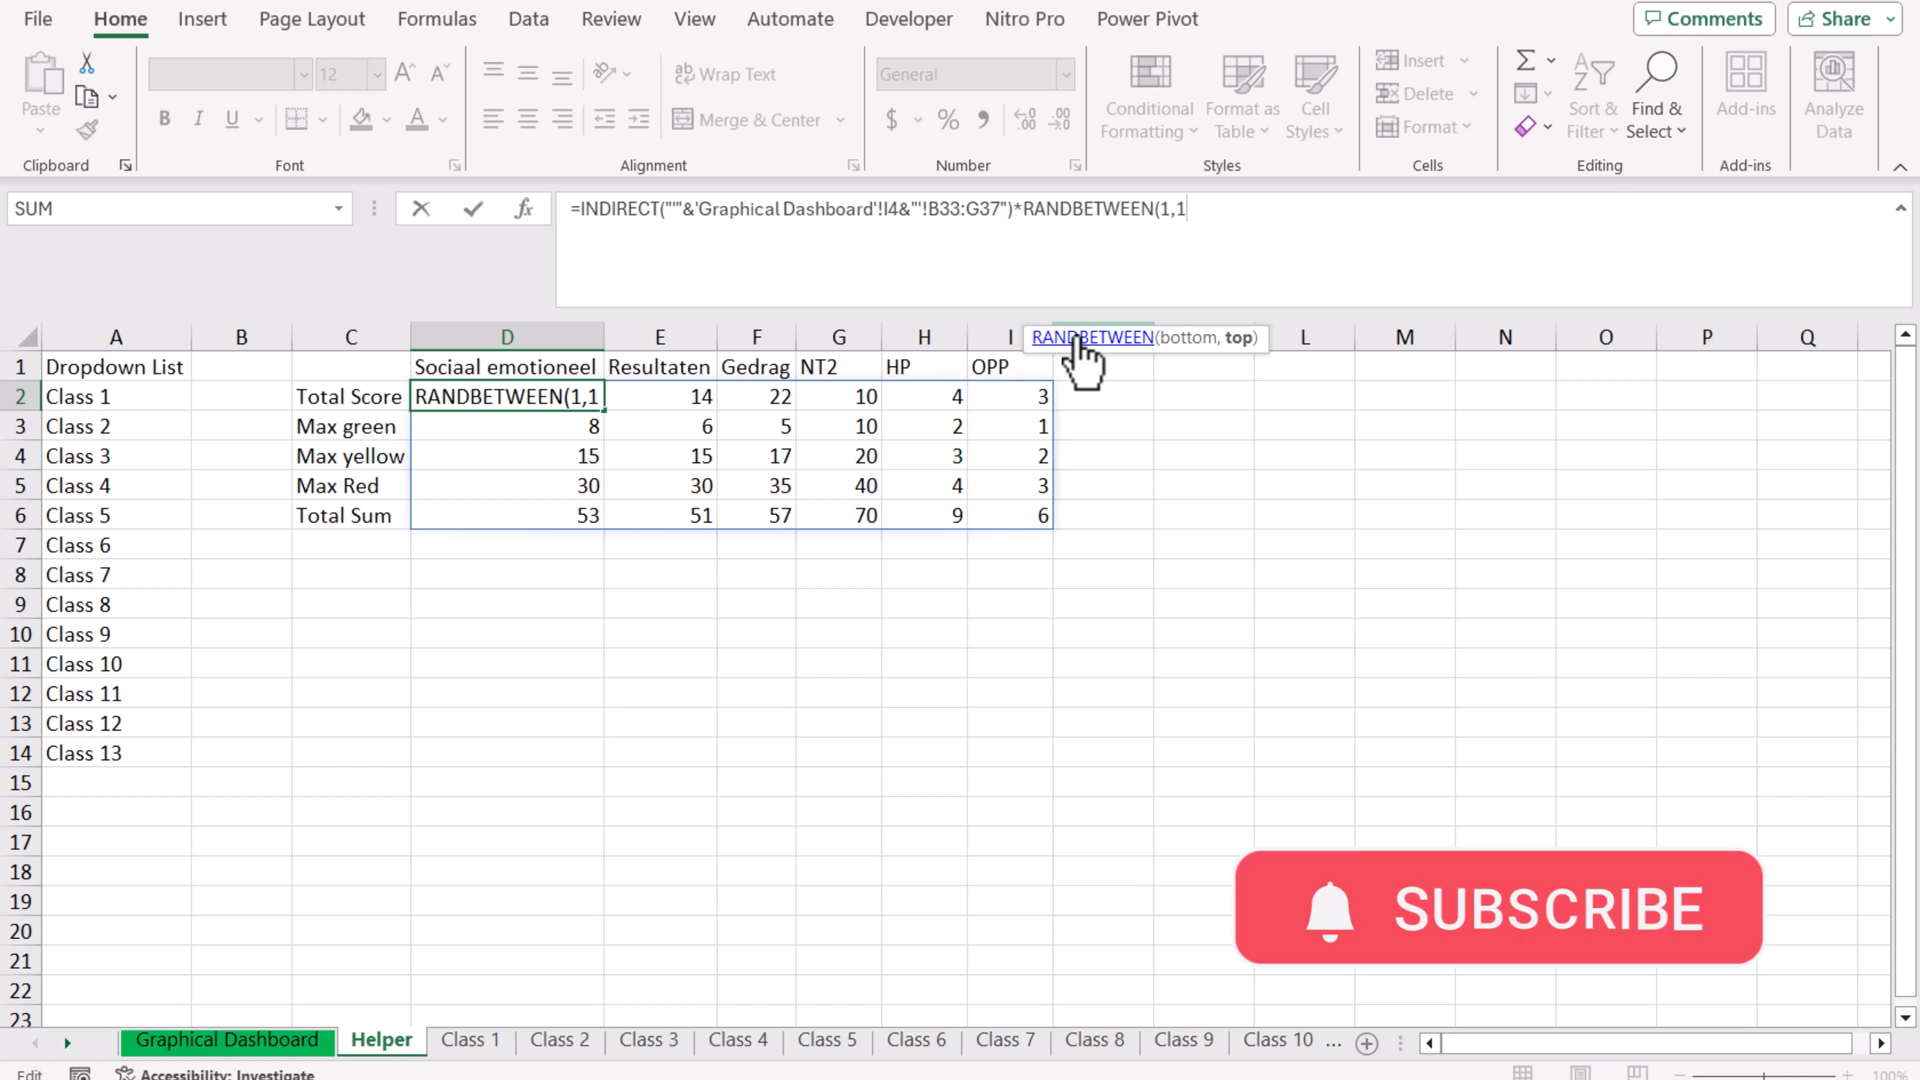 File Home Insert Page Layout Formulas Data Review View Automate Developer Nitro Pro Power Pivot Comments Share
Paste 12 B I U ab Wrap Text Merge & Center General $ % 9 Conditional Formatting Format as Table Cell Styles Insert Delete Format Σ Sort & Filter Find & Select Add-ins Analyze Data
Clipboard Font Alignment Number Styles Cells Editing Add-ins
SUM fx =INDIRECT("'"&'Graphical Dashboard'!I4&"'!B33:G37")*RANDBETWEEN(1,1
RANDBETWEEN(bottom, top)
A B C D E F G H I L M N O P Q
1 Dropdown List Sociaal emotioneel Resultaten Gedrag NT2 HP OPP
2 Class 1 Total Score RANDBETWEEN(1,1 14 22 10 4 3
3 Class 2 Max green 8 6 5 10 2 1
4 Class 3 Max yellow 15 15 17 20 3 2
5 Class 4 Max Red 30 30 35 40 4 3
6 Class 5 Total Sum 53 51 57 70 9 6
7 Class 6
8 Class 7
9 Class 8
10 Class 9
11 Class 10
12 Class 11
13 Class 12
14 Class 13
15
16
17
18
19
20
21
22
23
SUBSCRIBE
Graphical Dashboard Helper Class 1 Class 2 Class 3 Class 4 Class 5 Class 6 Class 7 Class 8 Class 9 Class 10 ...
Edit Accessibility: Investigate 100%